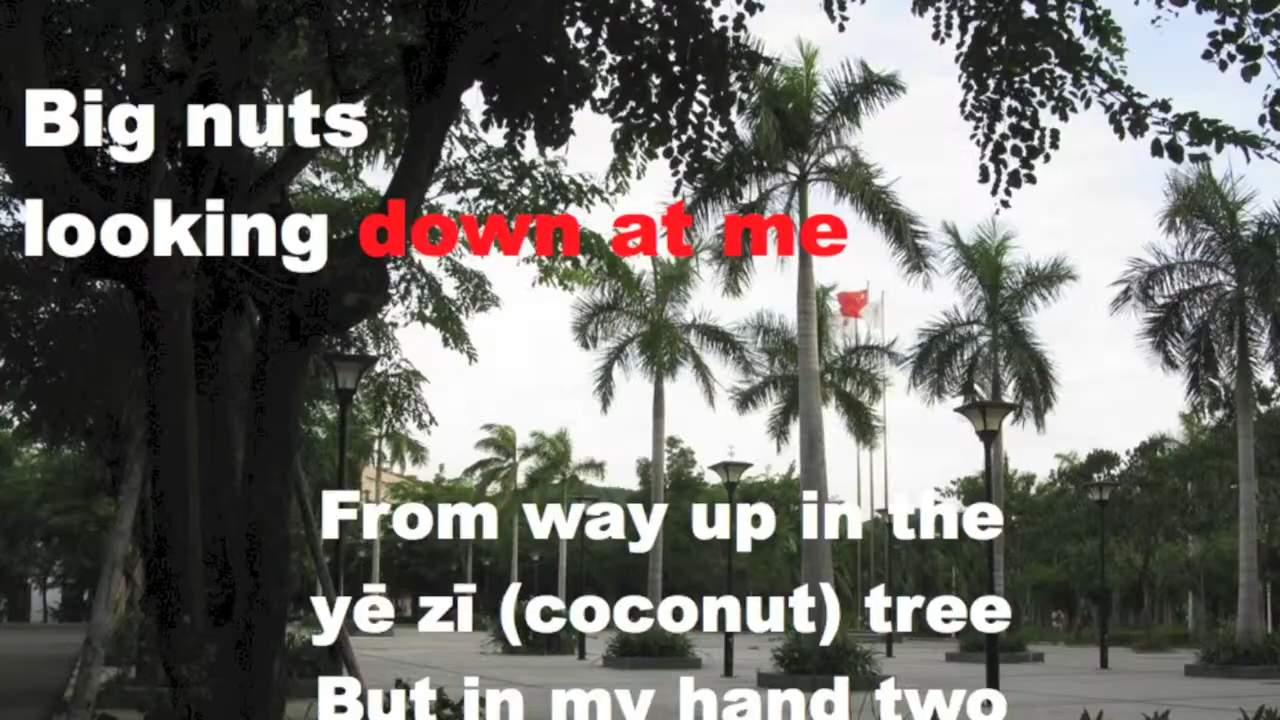 Big nuts
looking down at me
From way up in the
yē zī (coconut) tree
But in my hand two